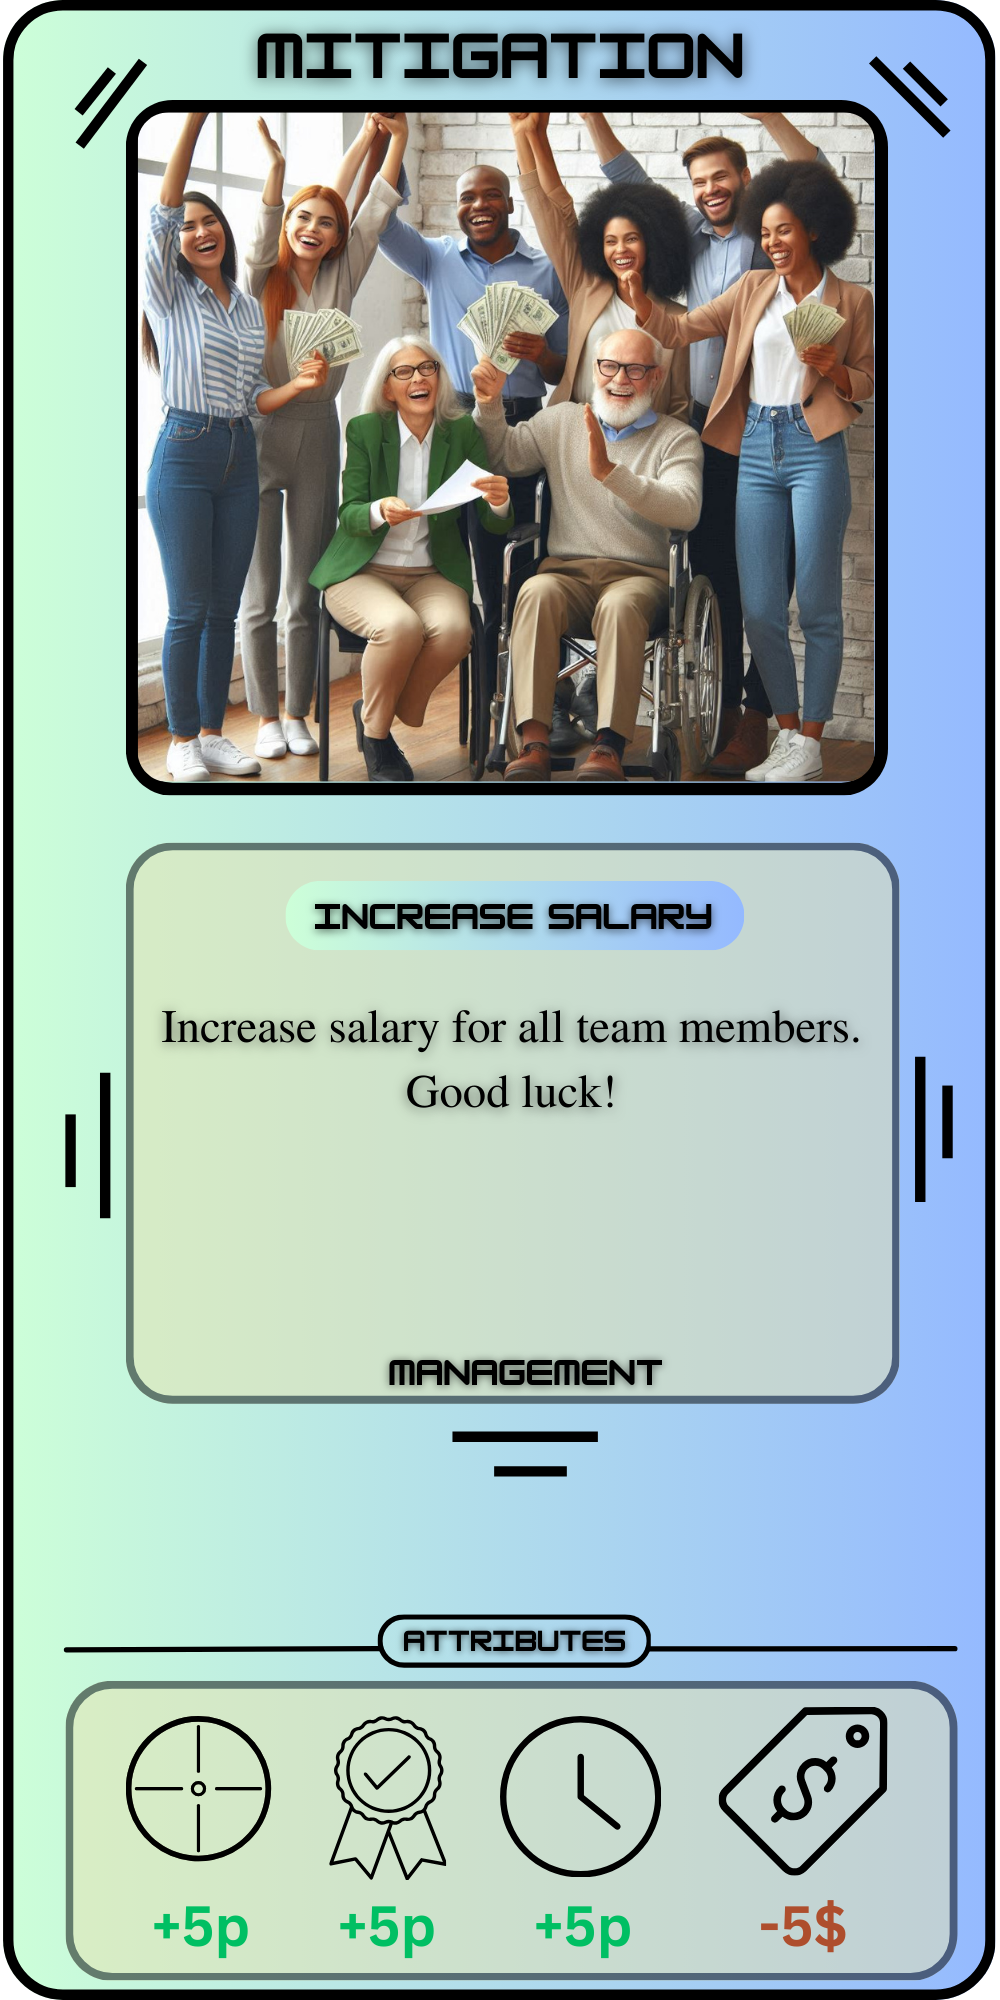 MITIGATION
INCREASE SALARY
Increase salary for all team members.
Good luck!
MANAGEMENT
ATTRIBUTES
+5p +5p +5p -5$